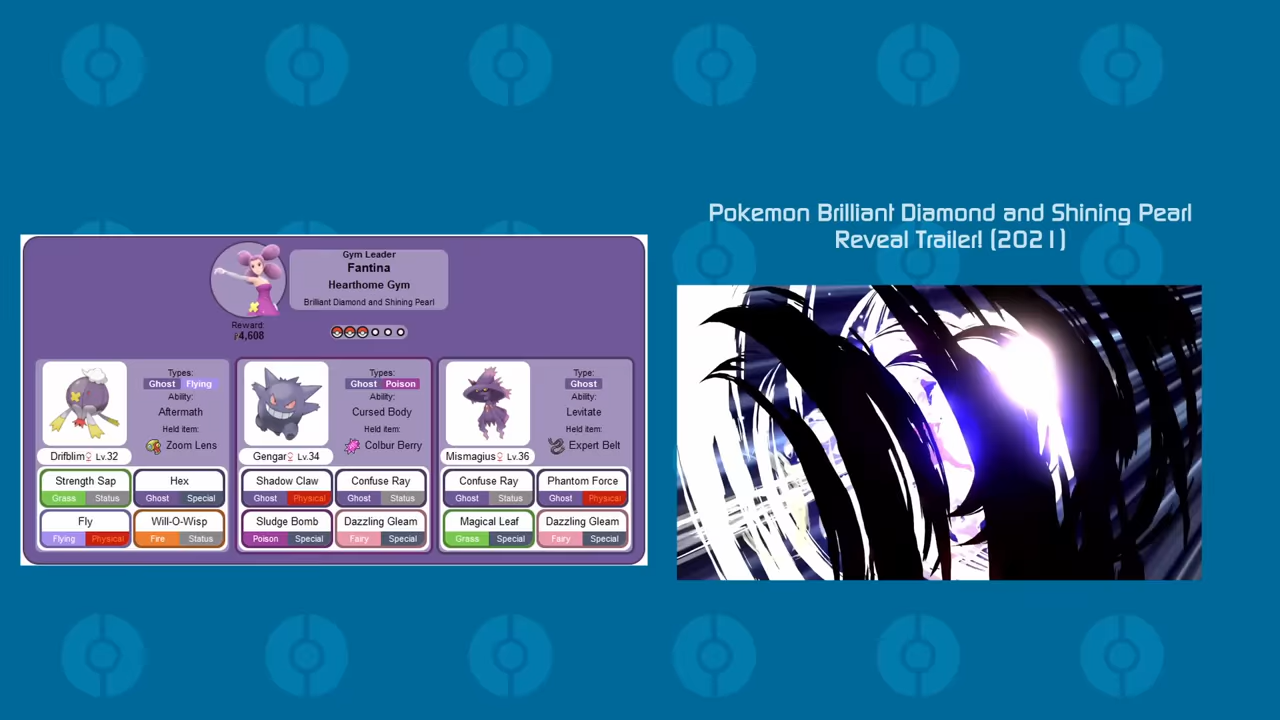 Pokemon Brilliant Diamond and Shining Pearl
Reveal Trailer! (2021)
Gym Leader
Fantina
Hearthome Gym
Brilliant Diamond and Shining Pearl
Reward:
4,608
Types:
Ghost Flying
Ability:
Aftermath
Held item:
Zoom Lens
Drifblim♀ Lv.32
Strength Sap
Grass Status
Hex
Ghost Special
Fly
Flying Physical
Will-O-Wisp
Fire Status
Types:
Ghost Poison
Ability:
Cursed Body
Held item:
Colbur Berry
Gengar♀ Lv.34
Shadow Claw
Ghost Physical
Confuse Ray
Ghost Status
Sludge Bomb
Poison Special
Dazzling Gleam
Fairy Special
Type:
Ghost
Ability:
Levitate
Held item:
Expert Belt
Mismagius♀ Lv.36
Confuse Ray
Ghost Status
Phantom Force
Ghost Physical
Magical Leaf
Grass Special
Dazzling Gleam
Fairy Special